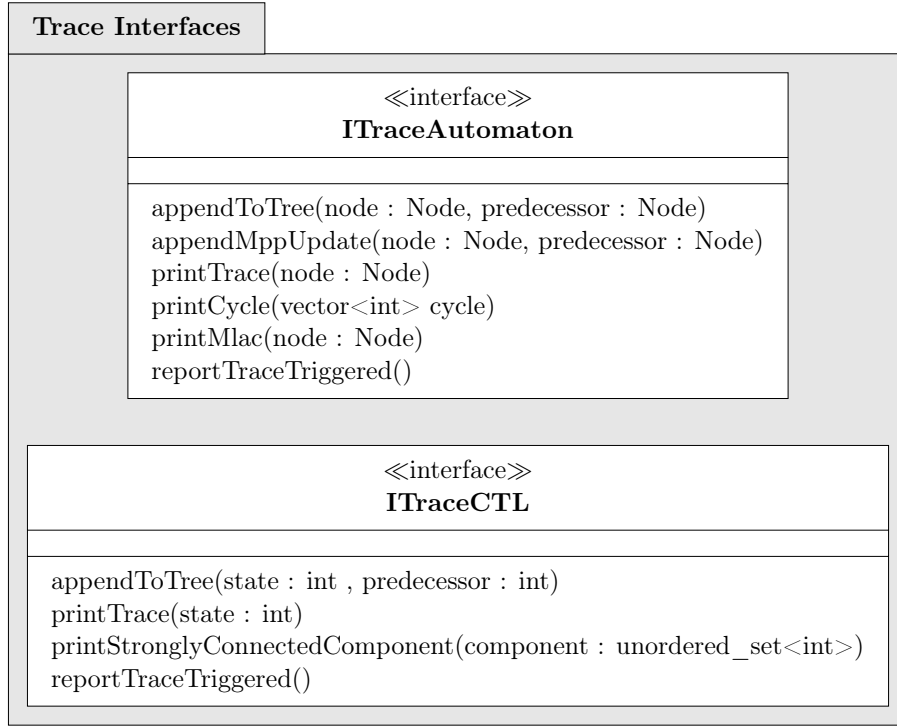 Trace Interfaces
≪interface≫
ITraceAutomaton
appendToTree(node : Node, predecessor : Node)
appendMppUpdate(node : Node, predecessor : Node)
printTrace(node : Node)
printCycle(vector<int> cycle)
printMlac(node : Node)
reportTraceTriggered()
≪interface≫
ITraceCTL
appendToTree(state : int , predecessor : int)
printTrace(state : int)
printStronglyConnectedComponent(component : unordered_set<int>)
reportTraceTriggered()